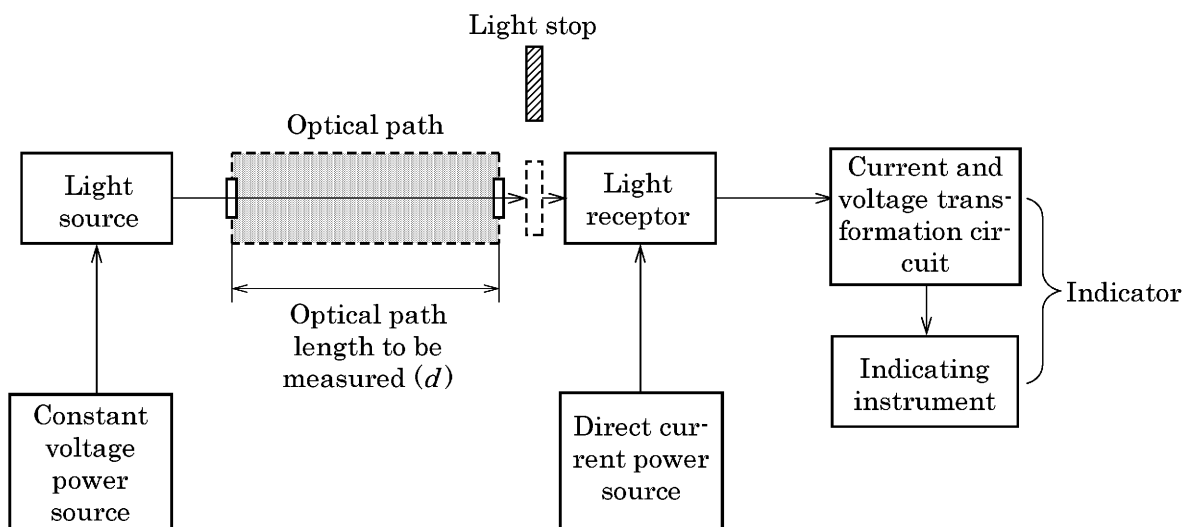 Light stop
Optical path
Light
source
Light
receptor
Current and
voltage trans-
formation cir-
cuit
Indicator
Optical path
length to be
measured (d)
Indicating
instrument
Constant
voltage
power
source
Direct cur-
rent power
source